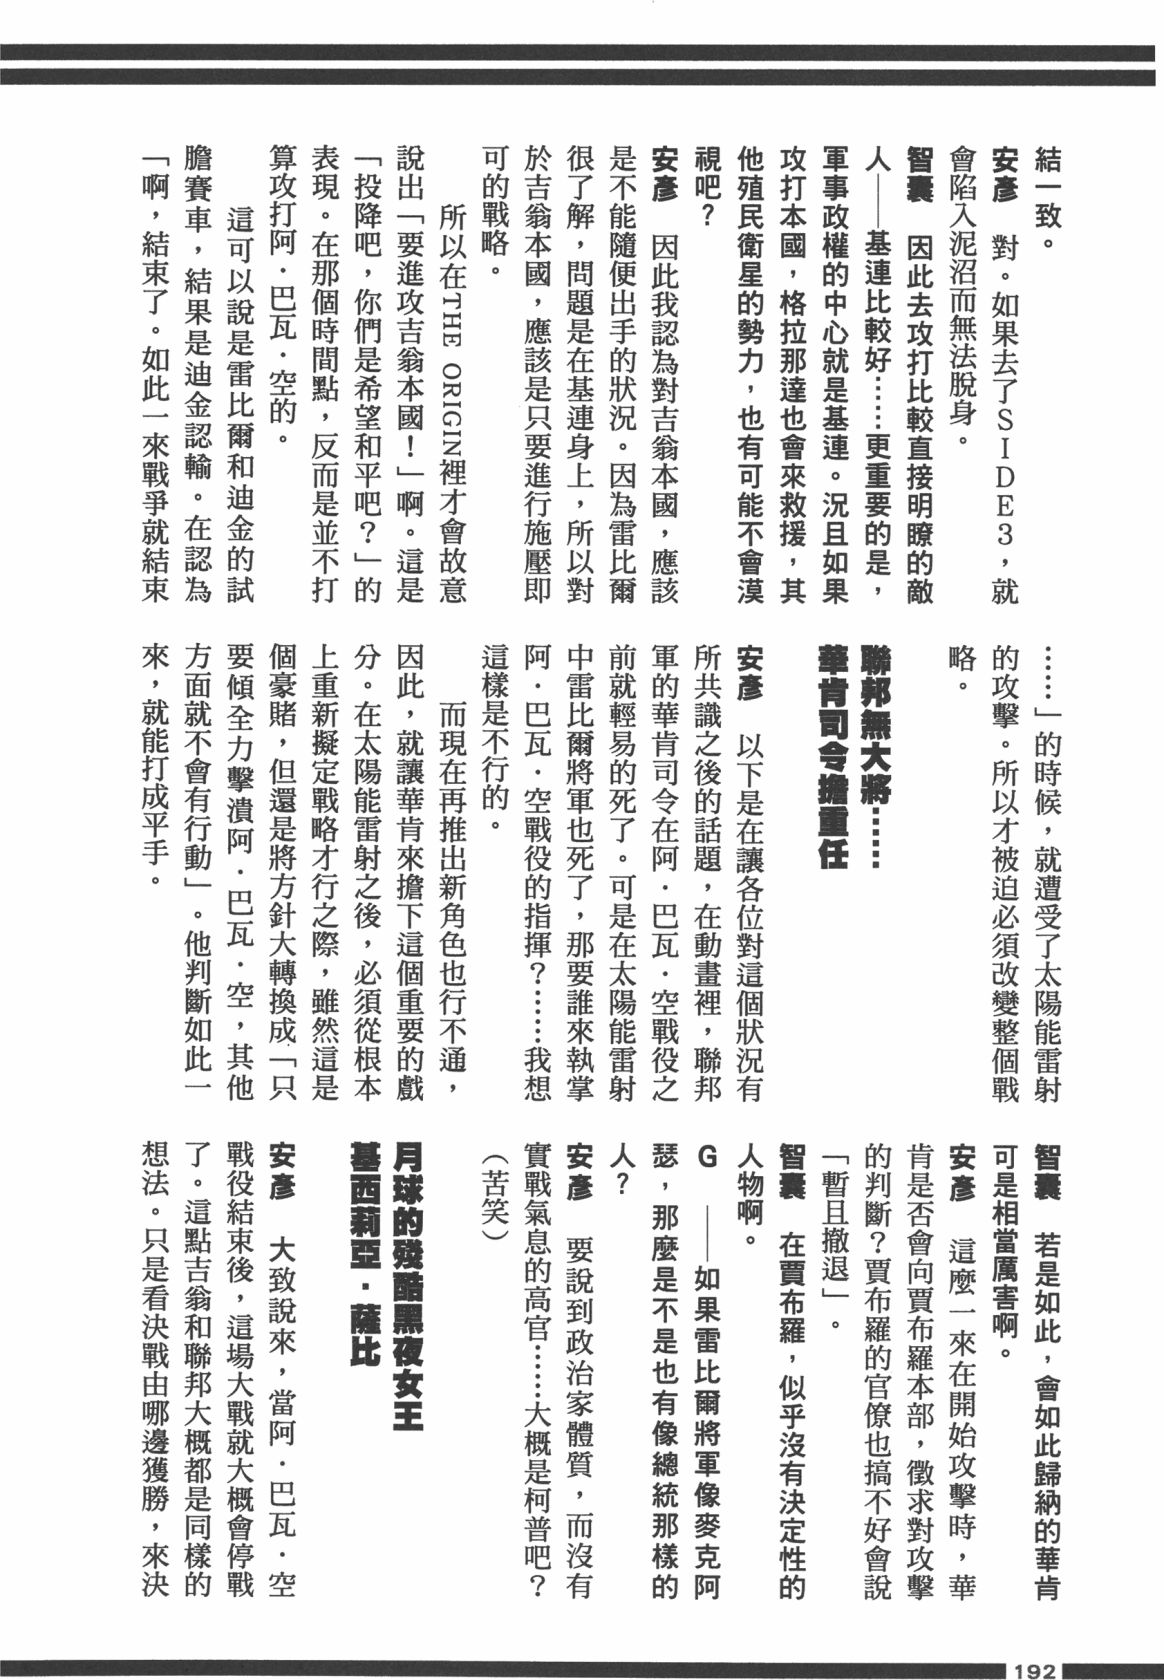 結一致。
安彥　對。如果去了SIDE3，就
會陷入泥沼而無法脫身。
智囊　因此去攻打比較直接明瞭的敵
人——基連比較好……更重要的是，
軍事政權的中心就是基連。況且如果
攻打本國，格拉那達也會來救援，其
他殖民衛星的勢力，也有可能不會漠
視吧？
安彥　因此我認為對吉翁本國，應該
是不能隨便出手的狀況。因為雷比爾
很了解，問題是在基連身上，所以對
於吉翁本國，應該是只要進行施壓即
可的戰略。
　所以在THE ORIGIN裡才會故意
說出「要進攻吉翁本國！」啊。這是
「投降吧，你們是希望和平吧？」的
表現。在那個時間點，反而是並不打
算攻打阿・巴瓦・空的。
　這可以說是雷比爾和迪金的試
膽賽車，結果是迪金認輸。在認為
「啊，結束了。如此一來戰爭就結束
……」的時候，就遭受了太陽能雷射
的攻擊。所以才被迫必須改變整個戰
略。
聯邦無大將……
華肯司令擔重任
安彥　以下是在讓各位對這個狀況有
所共識之後的話題，在動畫裡，聯邦
軍的華肯司令在阿・巴瓦・空戰役之
前就輕易的死了。可是在太陽能雷射
中雷比爾將軍也死了，那要誰來執掌
阿・巴瓦・空戰役的指揮？……我想
這樣是不行的。
　而現在再推出新角色也行不通，
因此，就讓華肯來擔下這個重要的戲
分。在太陽能雷射之後，必須從根本
上重新擬定戰略才行之際，雖然這是
個豪賭，但還是將方針大轉換成「只
要傾全力擊潰阿・巴瓦・空，其他
方面就不會有行動」。他判斷如此一
來，就能打成平手。
智囊　若是如此，會如此歸納的華肯
可是相當厲害啊。
安彥　這麼一來在開始攻擊時，華
肯是否會向賈布羅本部，徵求對攻擊
的判斷？賈布羅的官僚也搞不好會說
「暫且撤退」。
智囊　在賈布羅，似乎沒有決定性的
人物啊。
G　——如果雷比爾將軍像麥克阿
瑟，那麼是不是也有像總統那樣的
人？
安彥　要說到政治家體質，而沒有
實戰氣息的高官……大概是柯普吧？
（苦笑）
月球的殘酷黑夜女王
基西莉亞・薩比
安彥　大致說來，當阿・巴瓦・空
戰役結束後，這場大戰就大概會停戰
了。這點吉翁和聯邦大概都是同樣的
想法。只是看決戰由哪邊獲勝，來決
192